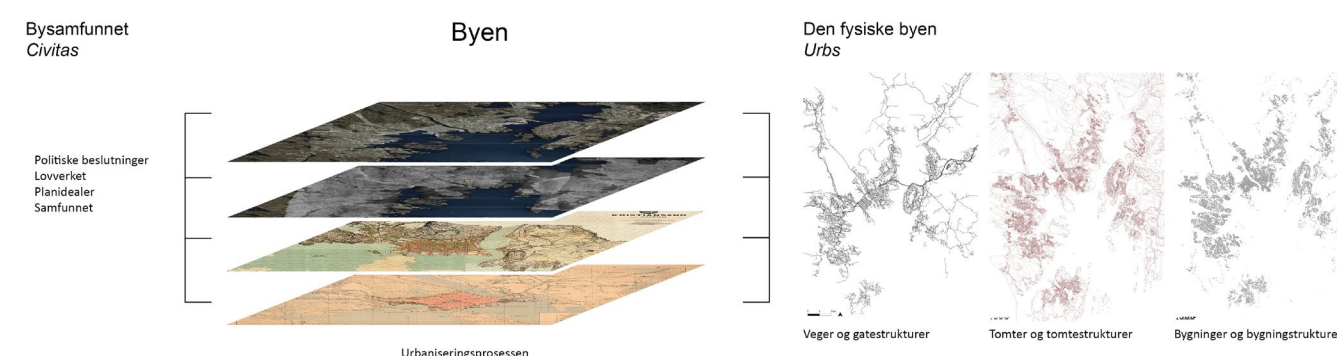 Bysamfunnet
Civitas
Byen
Den fysiske byen
Urbs
Politiske beslutninger
Lovverket
Planidealer
Samfunnet
KRISTIANSAND
Veger og gatestrukturer
Tomter og tomtestrukturer
Bygninger og bygningstrukture
Urbaniseringsprosessen